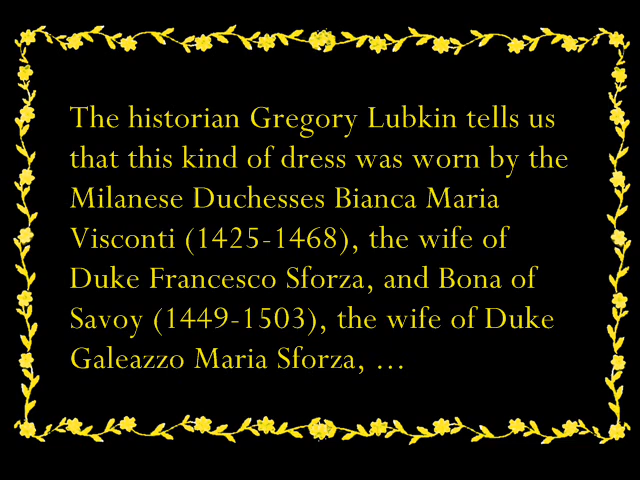 The historian Gregory Lubkin tells us
that this kind of dress was worn by the
Milanese Duchesses Bianca Maria
Visconti (1425-1468), the wife of
Duke Francesco Sforza, and Bona of
Savoy (1449-1503), the wife of Duke
Galeazzo Maria Sforza, ...